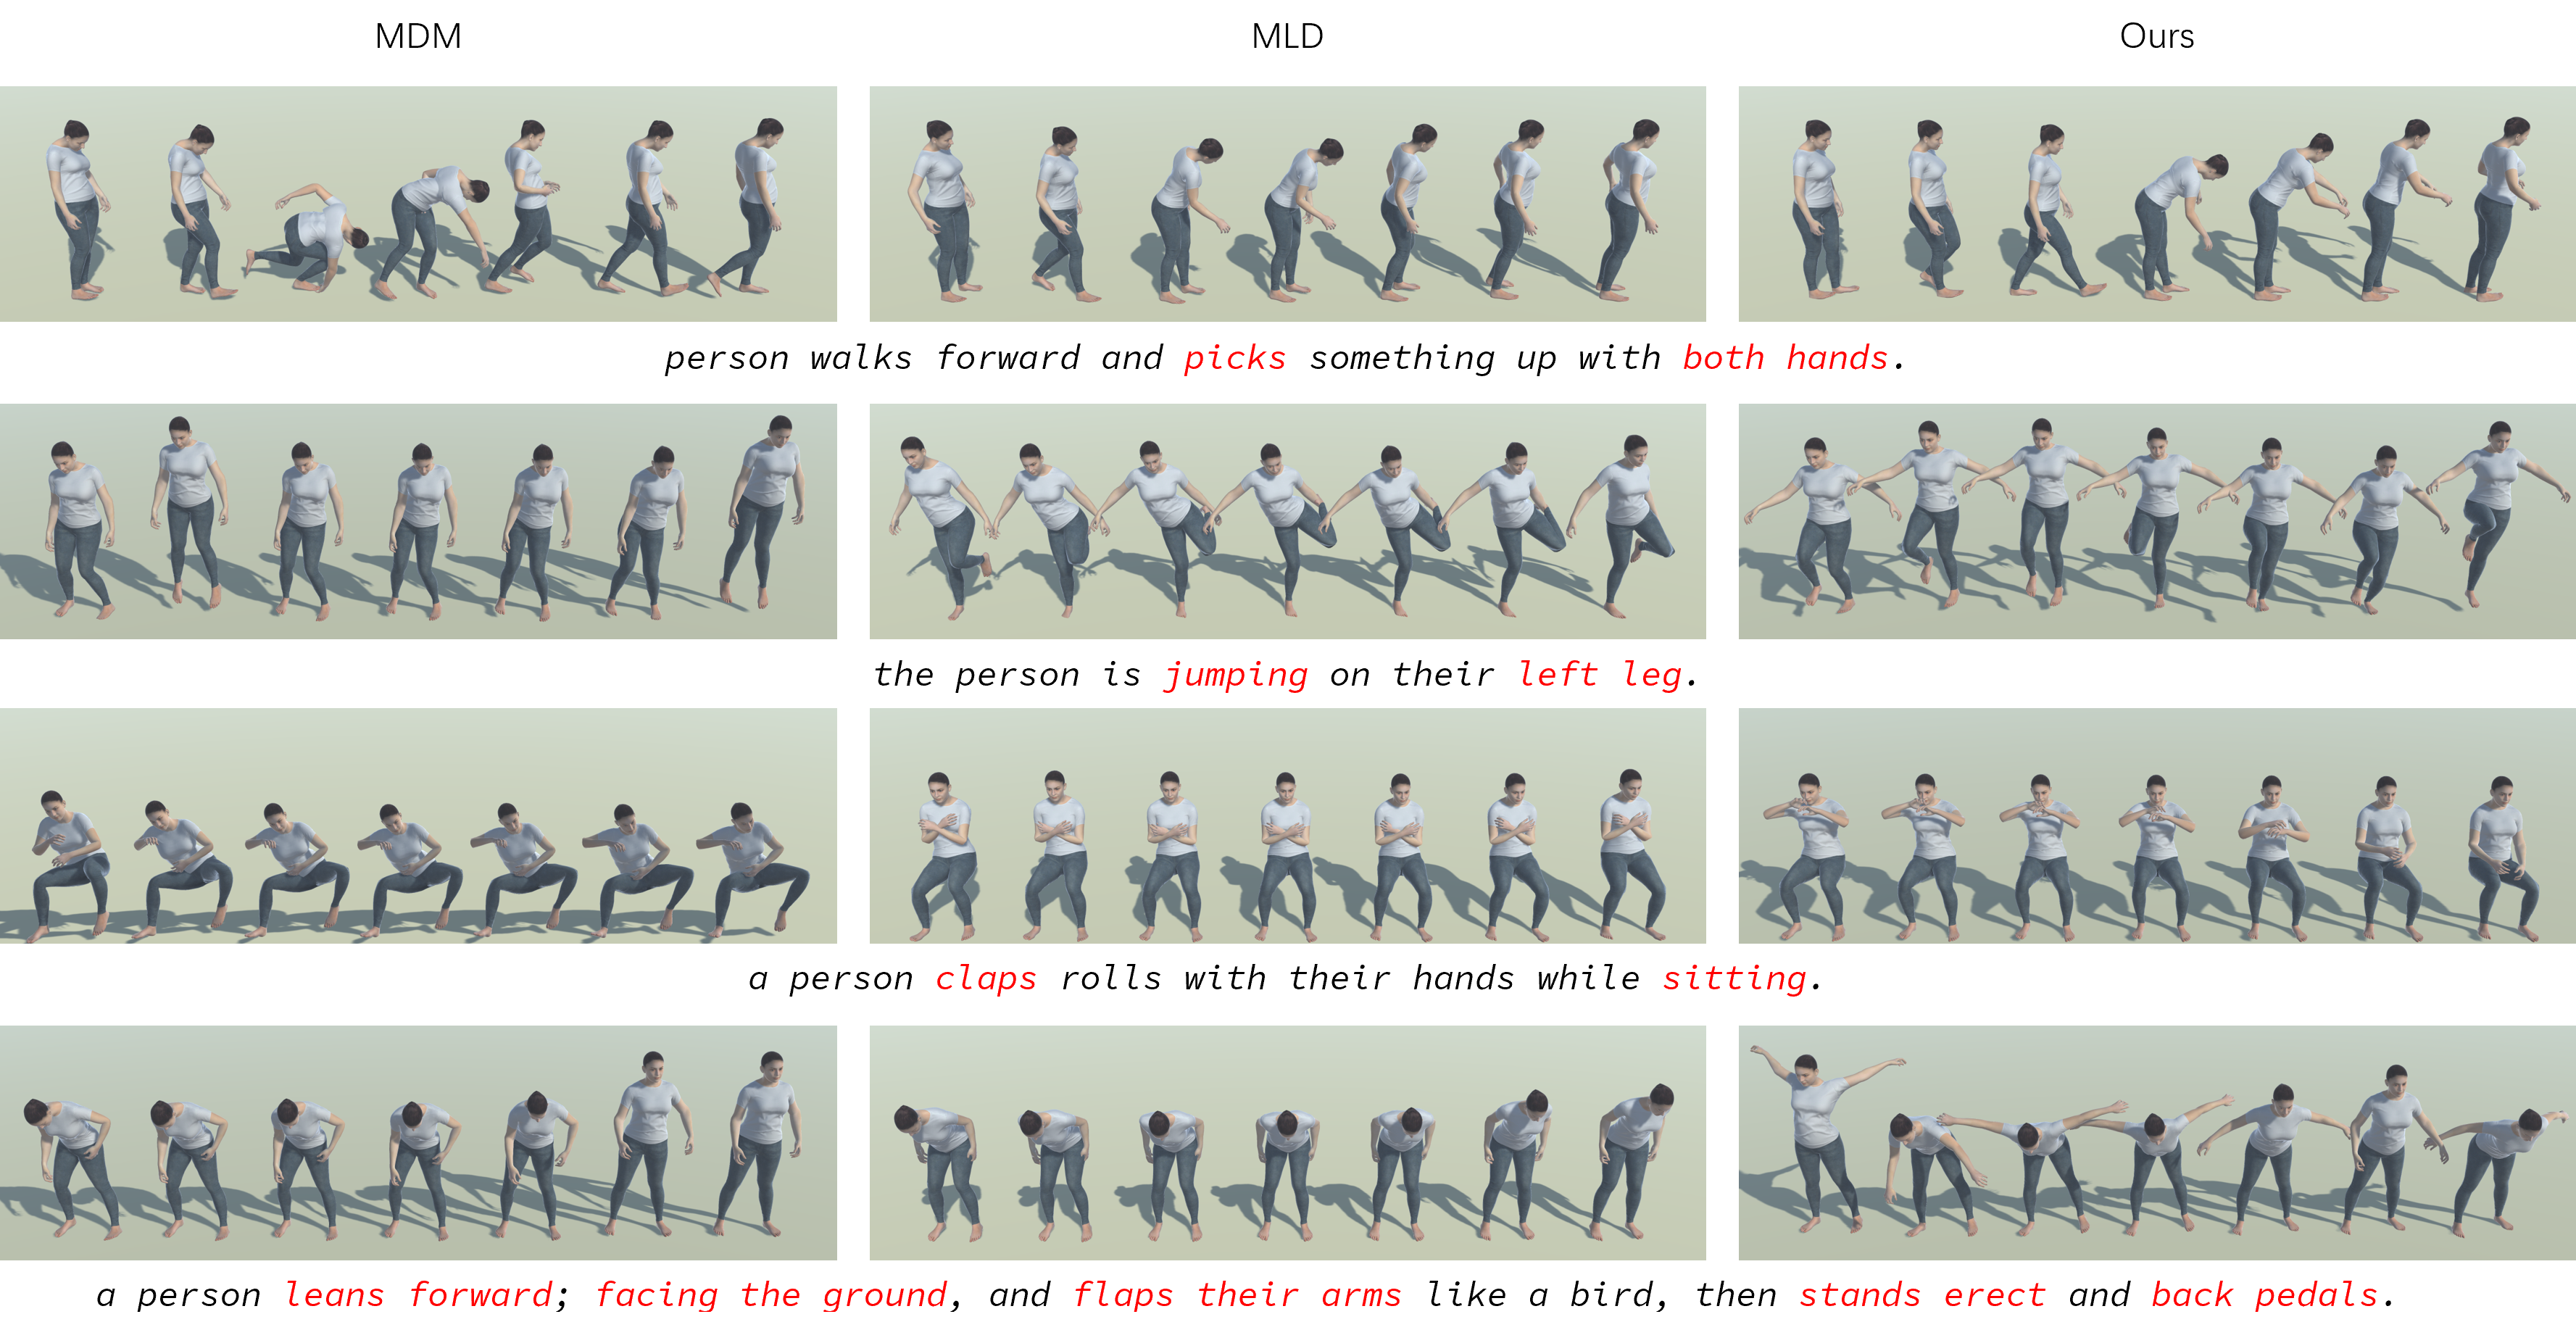 MDM MLD Ours
person walks forward and picks something up with both hands.
the person is jumping on their left leg.
a person claps rolls with their hands while sitting.
a person leans forward; facing the ground, and flaps their arms like a bird, then stands erect and back pedals.